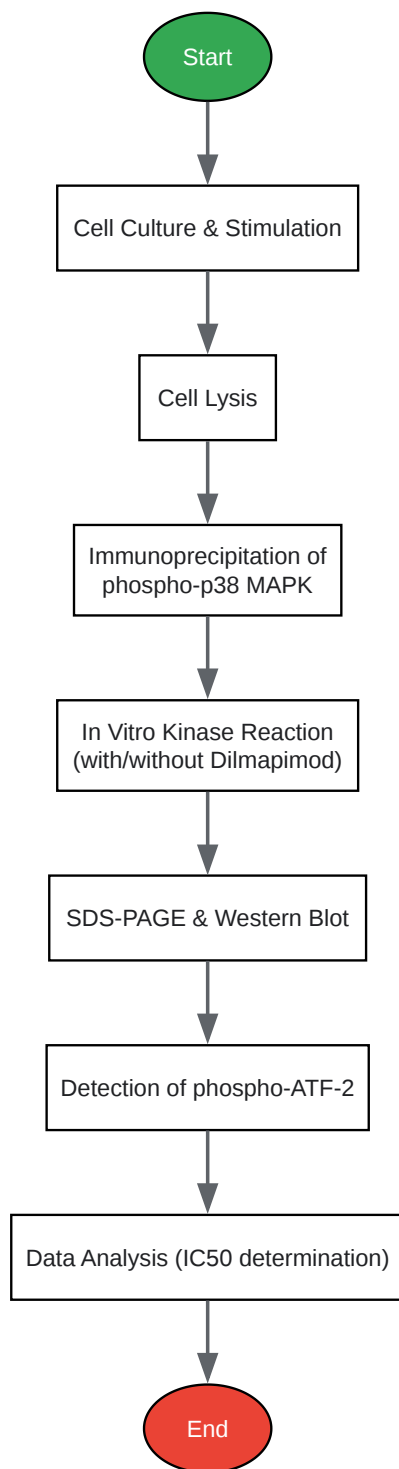 Start
Cell Culture & Stimulation
Cell Lysis
Immunoprecipitation of
phospho-p38 MAPK
In Vitro Kinase Reaction
(with/without Dilmapimod)
SDS-PAGE & Western Blot
Detection of phospho-ATF-2
Data Analysis (IC50 determination)
End